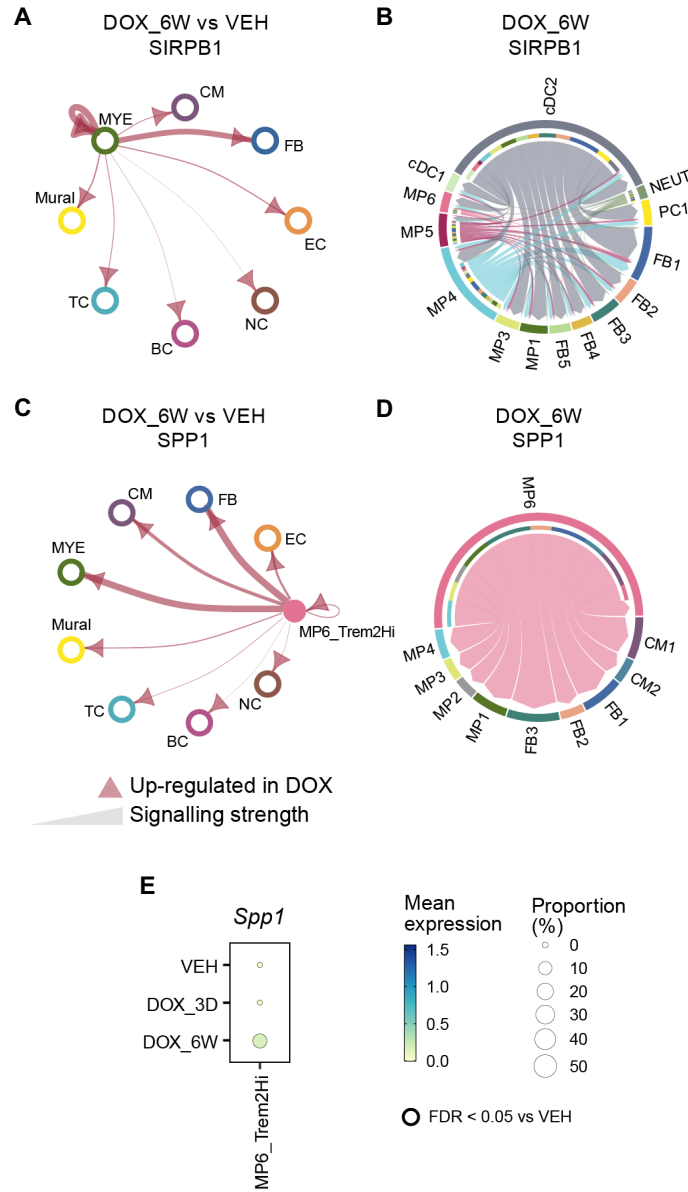 A
DOX_6W vs VEH
SIRPB1
MYE
CM
FB
EC
NC
BC
TC
Mural
B
DOX_6W
SIRPB1
cDC2
NEUT
PC1
FB1
FB2
FB3
FB4
FB5
MP1
MP3
MP4
MP5
MP6
cDC1
C
DOX_6W vs VEH
SPP1
CM
FB
EC
MYE
MP6_Trem2Hi
Mural
NC
TC
BC
D
DOX_6W
SPP1
MP6
CM1
CM2
FB1
FB2
FB3
MP1
MP2
MP3
MP4
Up-regulated in DOX
Signalling strength
E
Spp1
VEH
DOX_3D
DOX_6W
MP6_Trem2Hi
Mean
expression
1.5
1.0
0.5
0.0
Proportion
(%)
0
10
20
30
40
50
FDR < 0.05 vs VEH